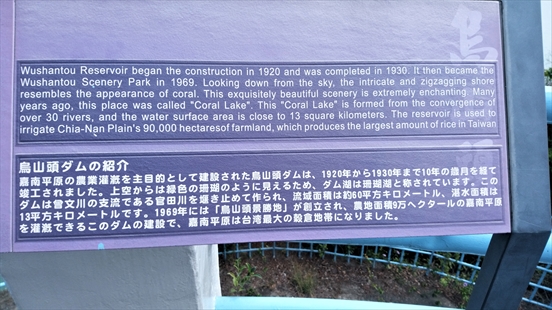 Wushantou Reservoir began the construction in 1920 and was completed in 1930. It then became the
Wushantou Scenery Park in 1969. Looking down from the sky, the intricate and zigzagging shore
resembles the appearance of coral. This exquisitely beautiful scenery is extremely enchanting. Many
years ago, this place was called "Coral Lake". This "Coral Lake" is formed from the convergence of
over 30 rivers, and the water surface area is close to 13 square kilometers. The reservoir is used to
irrigate Chia-Nan Plain's 90,000 hectaresof farmland, which produces the largest amount of rice in Taiwan
烏山頭ダムの紹介
嘉南平原の農業灌漑を主目的として建設された烏山頭ダムは、1920年から1930年まで10年の歳月を経て
竣工されました。上空からは緑色の珊瑚のように見えるため、ダム湖は珊瑚湖と称されています。この
ダムは曾文川の支流である官田川を堰き止めて作られ、流域面積は約60平方キロメートル、湛水面積は
13平方キロメートルです。1969年には「烏山頭景勝地」が創立され、農地面積9万ヘクタールの嘉南平原
を灌漑できるこのダムの建設で、嘉南平原は台湾最大の穀倉地帯になりました。
烏